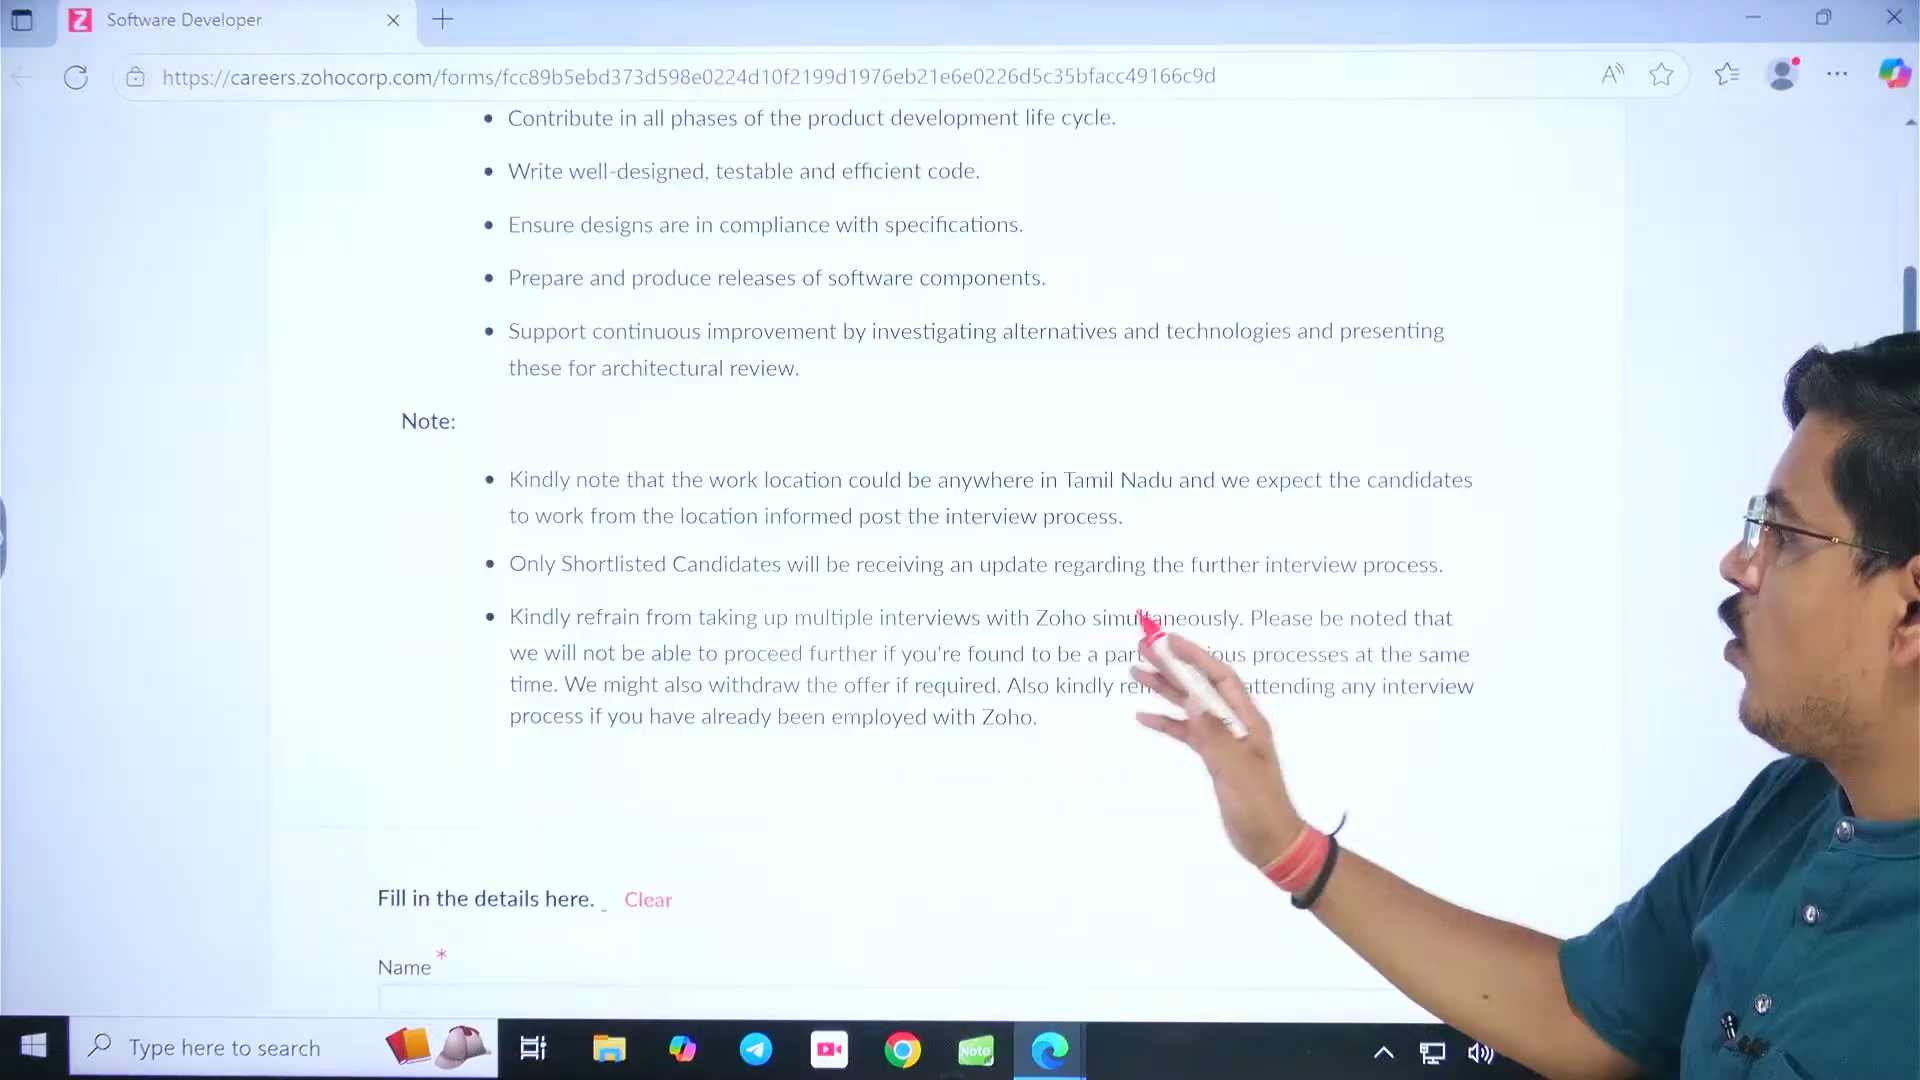 Software Developer
https://careers.zohocorp.com/forms/fcc89b5ebd373d598e0224d10f2199d1976eb21e6e0226d5c35bfacc49166c9d
Contribute in all phases of the product development life cycle.
Write well-designed, testable and efficient code.
Ensure designs are in compliance with specifications.
Prepare and produce releases of software components.
Support continuous improvement by investigating alternatives and technologies and presenting
these for architectural review.
Note:
Kindly note that the work location could be anywhere in Tamil Nadu and we expect the candidates
to work from the location informed post the interview process.
Only Shortlisted Candidates will be receiving an update regarding the further interview process.
Kindly refrain from taking up multiple interviews with Zoho simultaneously. Please be noted that
we will not be able to proceed further if you're found to be a part processes at the same
time. We might also withdraw the offer if required. Also kindly attending any interview
process if you have already been employed with Zoho.
Fill in the details here. Clear
Name *
Type here to search
Note